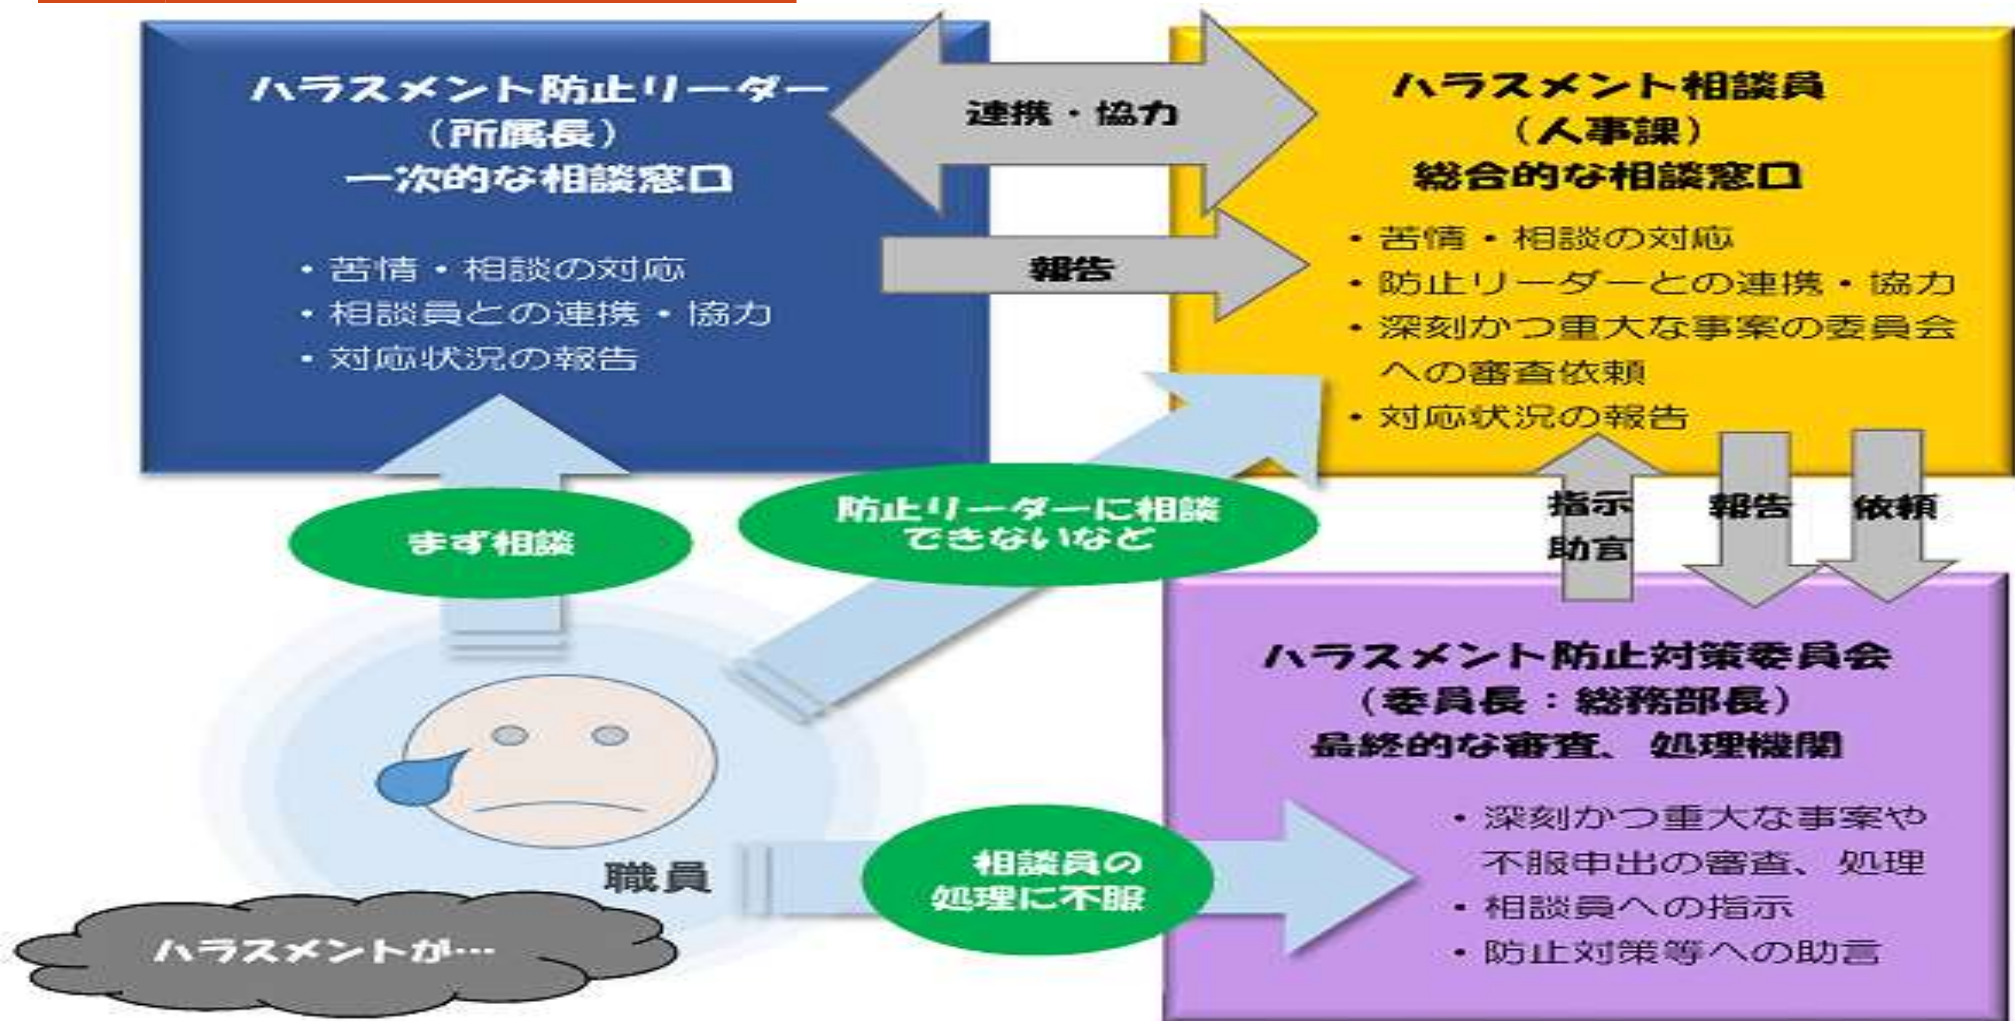 ハラスメント防止リーダー
（所属長）
一次的な相談窓口
・苦情・相談の対応
・相談員との連携・協力
・対応状況の報告
連携・協力
報告
ハラスメント相談員
（人事課）
総合的な相談窓口
・苦情・相談の対応
・防止リーダーとの連携・協力
・深刻かつ重大な事案の委員会
への審査依頼
・対応状況の報告
まず相談
防止リーダーに相談
できないなど
指示
助言
報告
依頼
ハラスメント防止対策委員会
（委員長：総務部長）
最終的な審査、処理機関
・深刻かつ重大な事案や
不服申出の審査、処理
・相談員への指示
・防止対策等への助言
職員
相談員の
処理に不服
ハラスメントが…